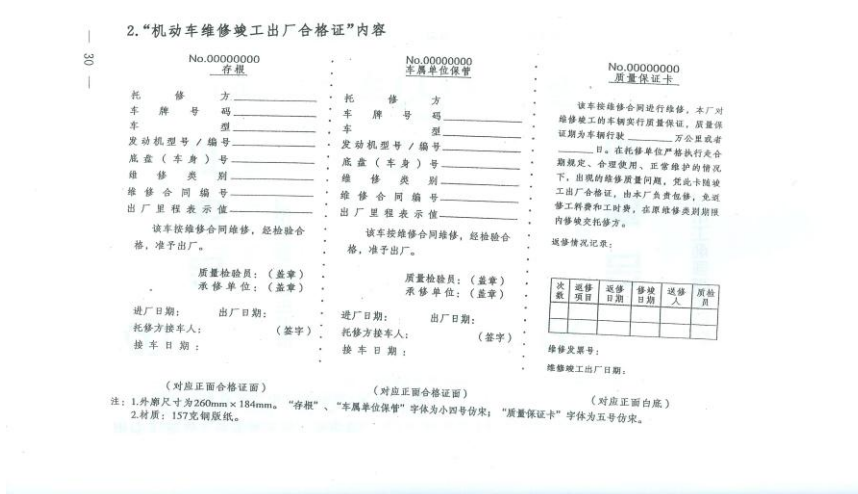 2.“机动车维修竣工出厂合格证”内容
— 30 —
No.00000000
存根
托修方
车牌号码
车型
发动机型号/编号
底盘(车身)号
维修类别
维修合同编号
出厂里程表示值
该车按维修合同维修，经检验合
格，准予出厂。
质量检验员：(盖章)
承修单位：(盖章)
进厂日期： 出厂日期：
托修方接车人： (签字)
接车日期：
(对应正面合格证面)
No.00000000
车属单位保管
托修方
车牌号码
车型
发动机型号/编号
底盘(车身)号
维修类别
维修合同编号
出厂里程表示值
该车按维修合同维修，经检验合
格，准予出厂。
质量检验员：(盖章)
承修单位：(盖章)
进厂日期： 出厂日期：
托修方接车人： (签字)
接车日期：
(对应正面合格证面)
No.00000000
质量保证卡
该车按维修合同进行维修，本厂对
维修竣工的车辆实行质量保证，质量保
证期为车辆行驶 万公里或者
日。在托修单位严格执行走合
期规定、合理使用、正常维护的情况
下，出现的维修质量问题，凭此卡随竣
工出厂合格证，由本厂负责包修，免返
修工料费和工时费，在原维修类别期限
内修竣交托修方。
返修情况记录：
次数 返修项目 返修日期 修竣日期 送修人 质检员
维修发票号：
维修竣工出厂日期：
(对应正面白底)
注：1.外廓尺寸为260mm×184mm。“存根”、“车属单位保管”字体为小四号仿宋；“质量保证卡”字体为五号仿宋。
2.材质：157克铜版纸。